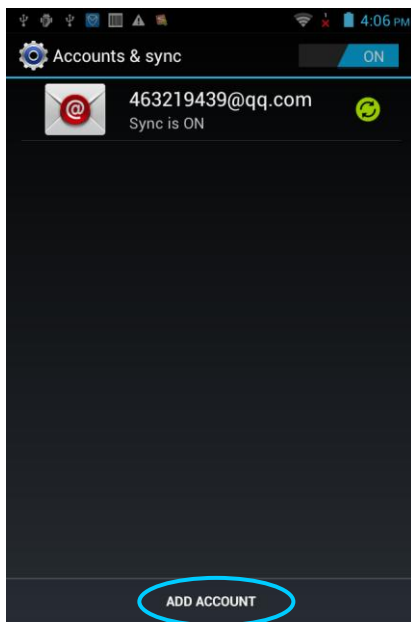 4:06 PM
Accounts & sync
ON
463219439@qq.com
Sync is ON
ADD ACCOUNT